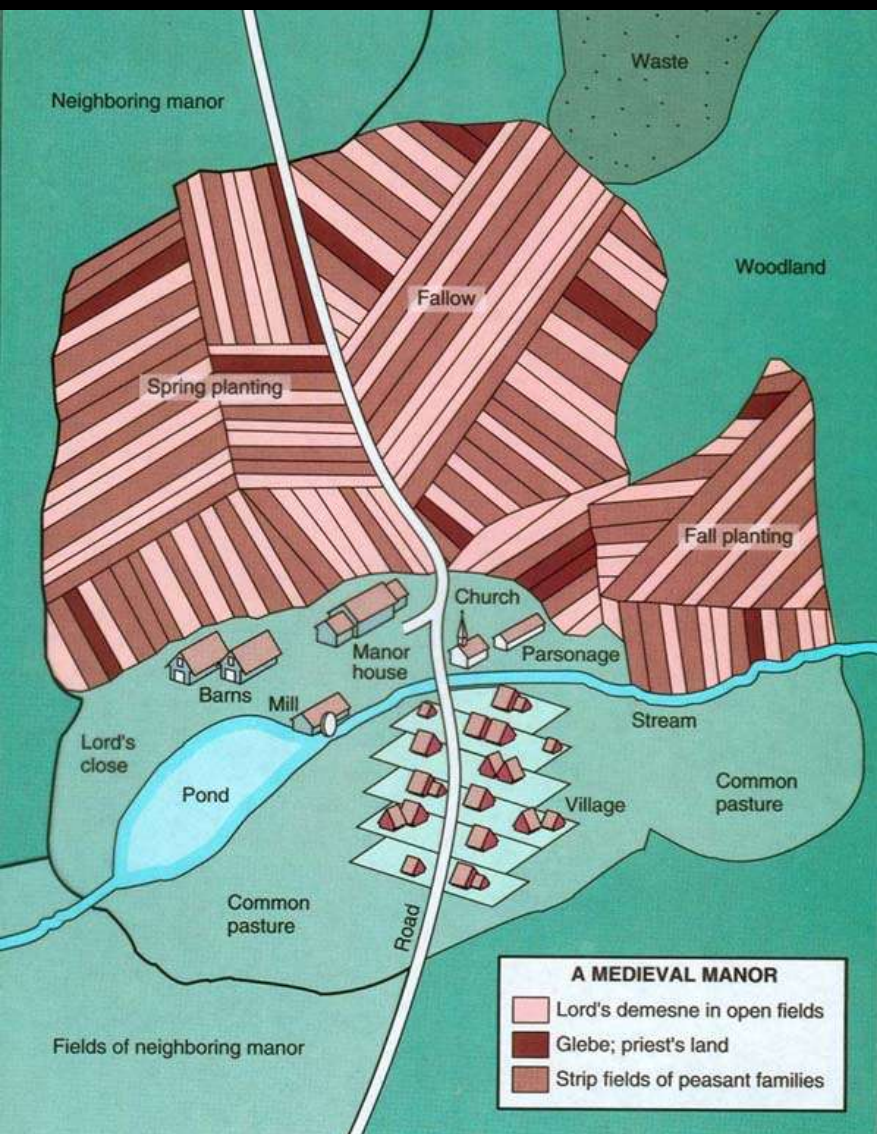 Waste
Neighboring manor
Woodland
Fallow
Spring planting
Fall planting
Church
Manor
house
Parsonage
Barns
Mill
Stream
Lord's
close
Pond
Village
Common
pasture
Common
pasture
Road
Fields of neighboring manor
A MEDIEVAL MANOR
Lord's demesne in open fields
Glebe; priest's land
Strip fields of peasant families